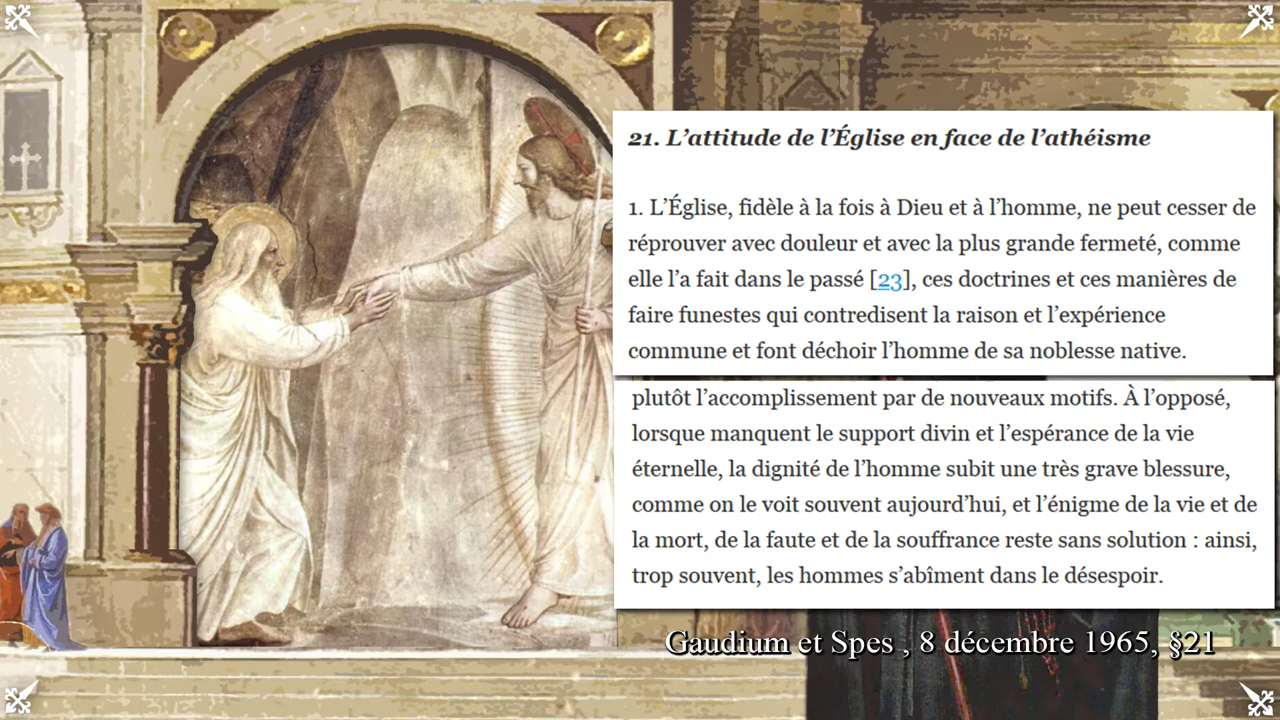 21. L’attitude de l’Église en face de l’athéisme
1. L’Église, fidèle à la fois à Dieu et à l’homme, ne peut cesser de
réprouver avec douleur et avec la plus grande fermeté, comme
elle l’a fait dans le passé [23], ces doctrines et ces manières de
faire funestes qui contredisent la raison et l’expérience
commune et font déchoir l’homme de sa noblesse native.
plutôt l’accomplissement par de nouveaux motifs. À l’opposé,
lorsque manquent le support divin et l’espérance de la vie
éternelle, la dignité de l’homme subit une très grave blessure,
comme on le voit souvent aujourd’hui, et l’énigme de la vie et de
la mort, de la faute et de la souffrance reste sans solution : ainsi,
trop souvent, les hommes s’abîment dans le désespoir.
Gaudium et Spes , 8 décembre 1965, §21